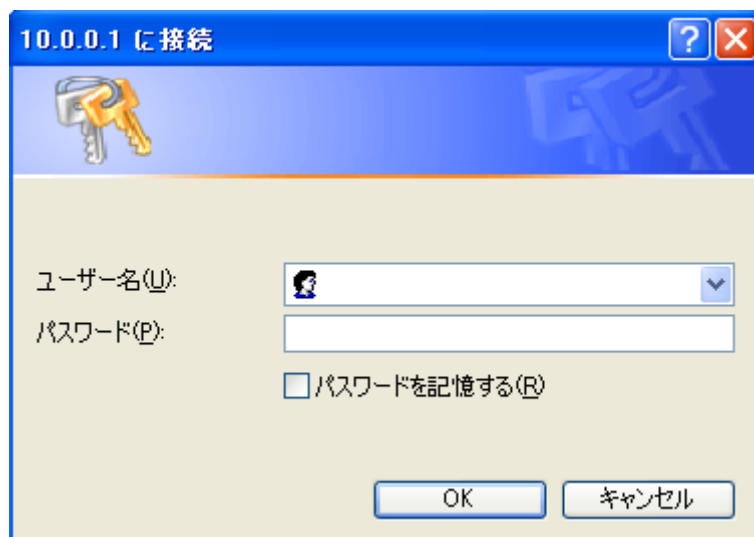 10.0.0.1 に接続
ユーザー名(U):
パスワード(P):
パスワードを記憶する(R)
OK
キャンセル